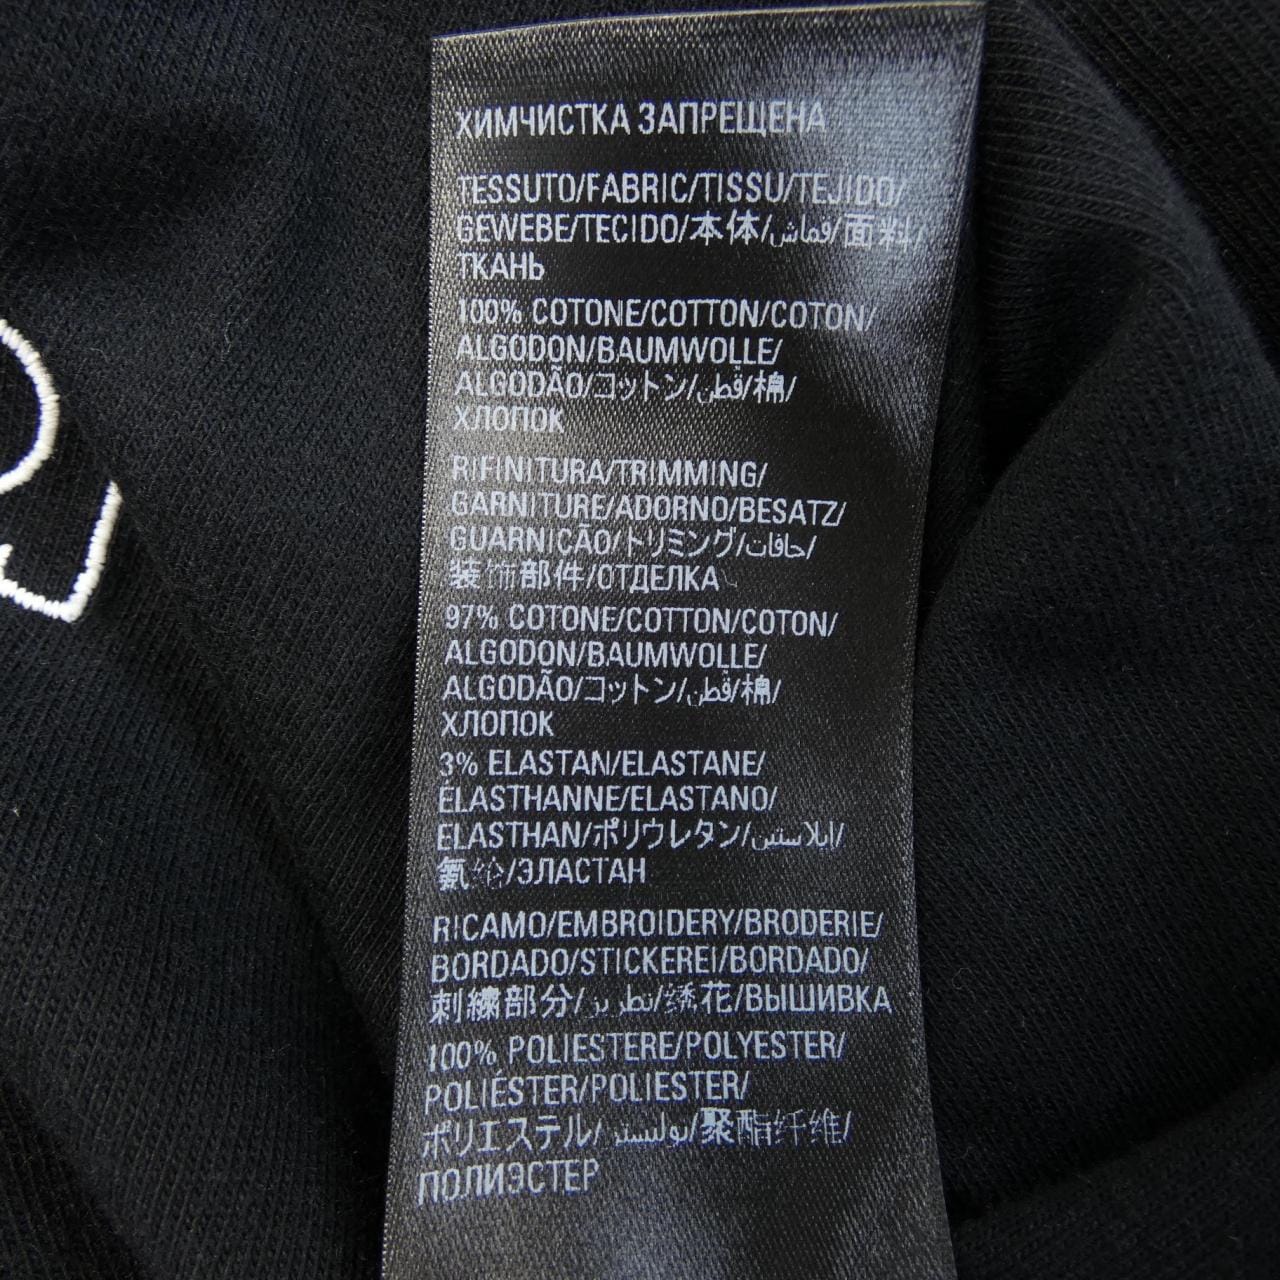 ХИМЧИСТКА ЗАПРЕЩЕНА
TESSUTO/FABRIC/TISSU/TEJIDO/
GEWEBE/TECIDO/本体/قماش/面料/
ТКАНЬ
100% COTONE/COTTON/COTON/
ALGODON/BAUMWOLLE/
ALGODÃO/コットン/قطن/棉/
ХЛОПОК
RIFINITURA/TRIMMING/
GARNITURE/ADORNO/BESATZ/
GUARNICÃO/トリミング/حافات/
装饰部件/ОТДЕЛКА
97% COTONE/COTTON/COTON/
ALGODON/BAUMWOLLE/
ALGODÃO/コットン/قطن/棉/
ХЛОПОК
3% ELASTAN/ELASTANE/
ELASTHANNE/ELASTANO/
ELASTHAN/ポリウレタン/إيلاستين/
氨纶/ЭЛАСТАН
RICAMO/EMBROIDERY/BRODERIE/
BORDADO/STICKEREI/BORDADO/
刺繍部分/تطريز/绣花/ВЫШИВКА
100% POLIESTERE/POLYESTER/
POLIÉSTER/POLIESTER/
ポリエステル/بوليستر/聚酯纤维/
ПОЛИЭСТЕР